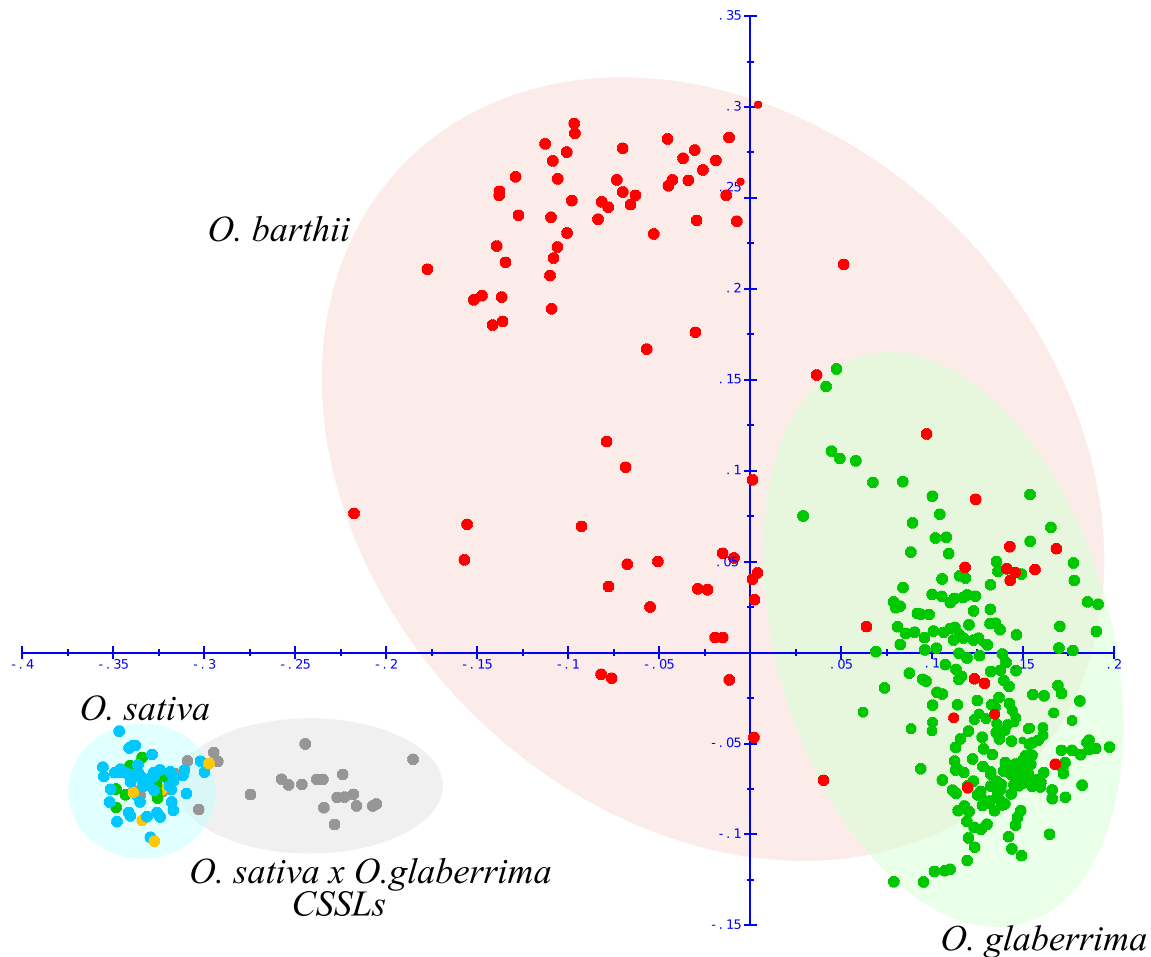 .35
.3
.25
O. barthii
.2
.15
.1
.05
-.4 -.35 -.3 -.25 -.2 -.15 -.1 -.05 .05 .1 .15 .2
O. sativa
-.05
-.1
O. sativa x O.glaberrima
CSSLs
-.15
O. glaberrima